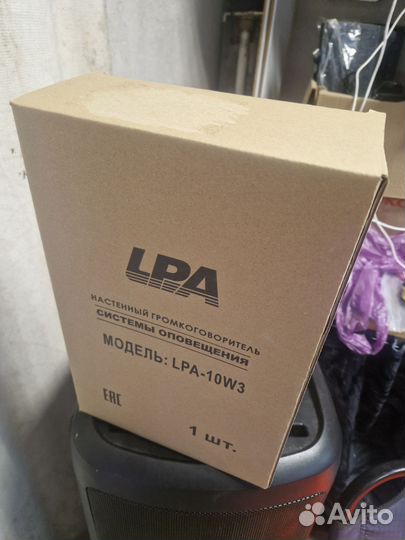 LPA
НАСТЕННЫЙ ГРОМКОГОВОРИТЕЛЬ
СИСТЕМЫ ОПОВЕЩЕНИЯ
МОДЕЛЬ: LPA-10W3
EAC
1 шт.
Avito